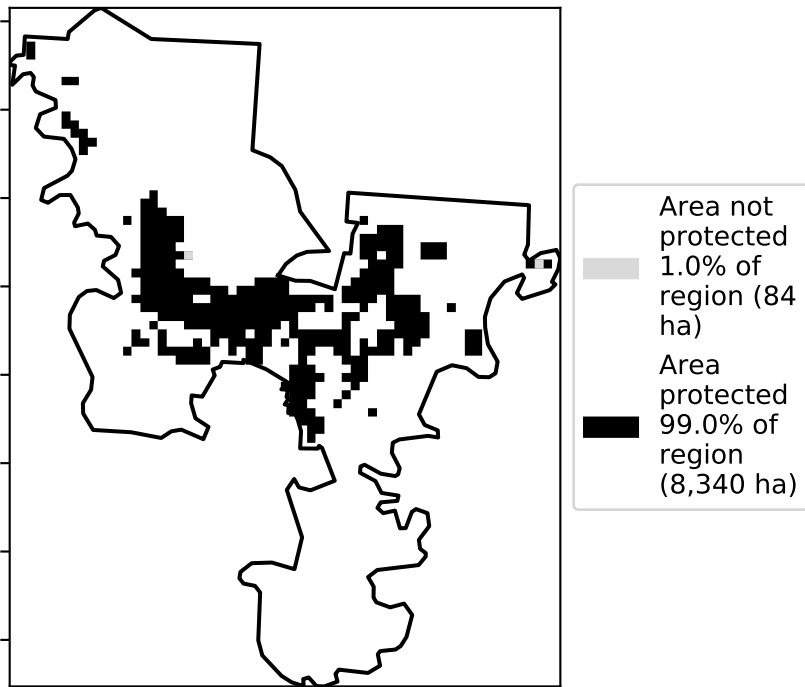 Area not
protected
1.0% of
region (84
ha)
Area
protected
99.0% of
region
(8,340 ha)